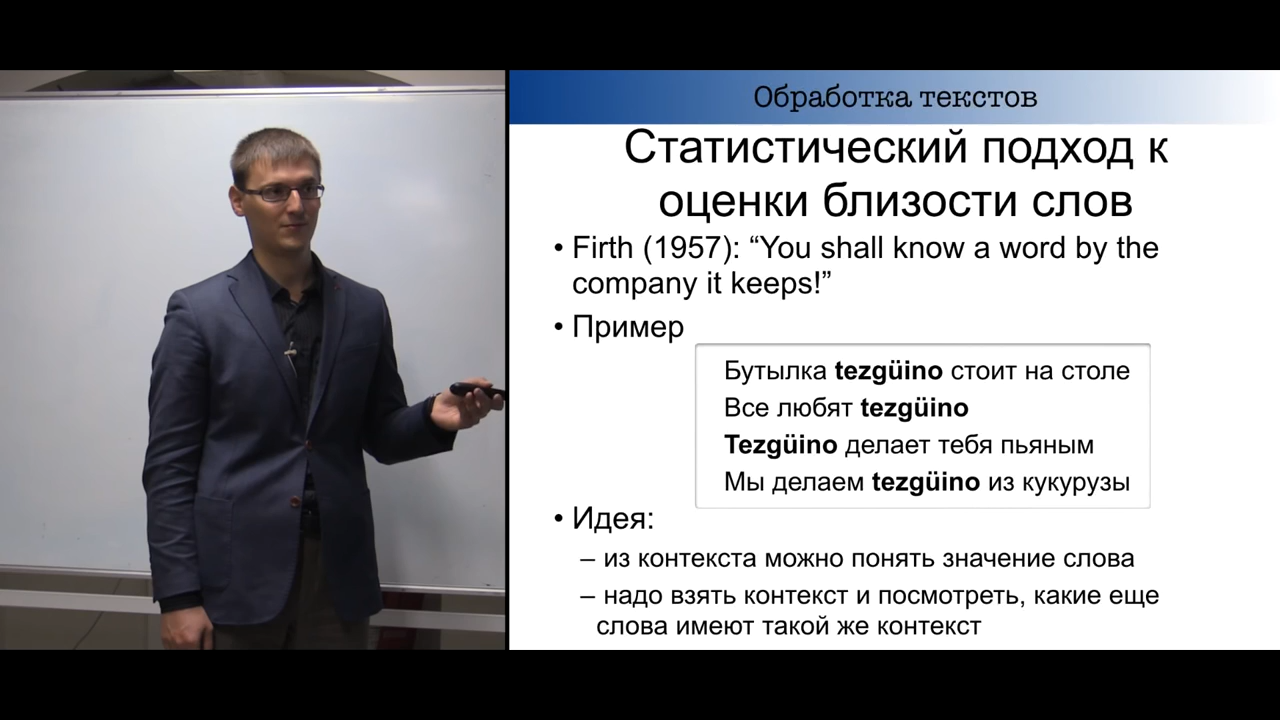 Обработка текстов
Статистический подход к
оценки близости слов
• Firth (1957): “You shall know a word by the
company it keeps!”
• Пример
Бутылка tezgüino стоит на столе
Все любят tezgüino
Tezgüino делает тебя пьяным
Мы делаем tezgüino из кукурузы
• Идея:
– из контекста можно понять значение слова
– надо взять контекст и посмотреть, какие еще
слова имеют такой же контекст